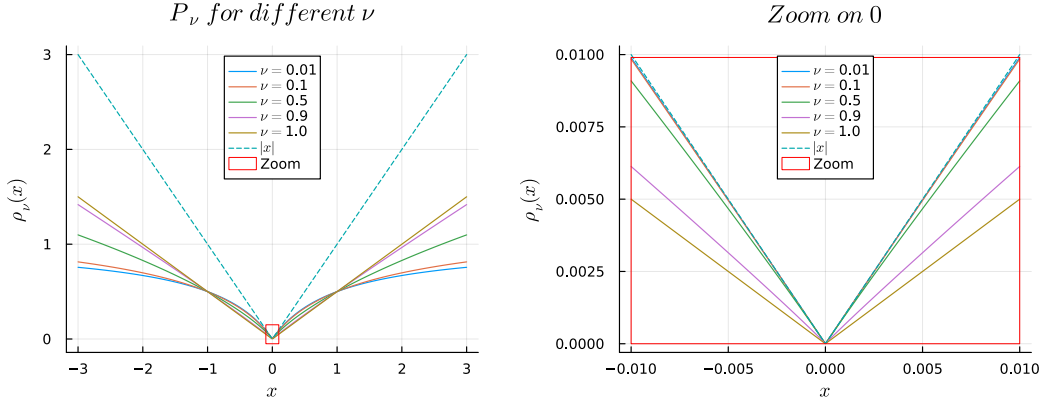 P_ν for different ν
3
2
1
0
ρ_ν(x)
−3
−2
−1
0
1
2
3
x
ν = 0.01
ν = 0.1
ν = 0.5
ν = 0.9
ν = 1.0
|x|
Zoom
Zoom on 0
0.0100
0.0075
0.0050
0.0025
0.0000
ρ_ν(x)
−0.010
−0.005
0.000
0.005
0.010
x
ν = 0.01
ν = 0.1
ν = 0.5
ν = 0.9
ν = 1.0
|x|
Zoom